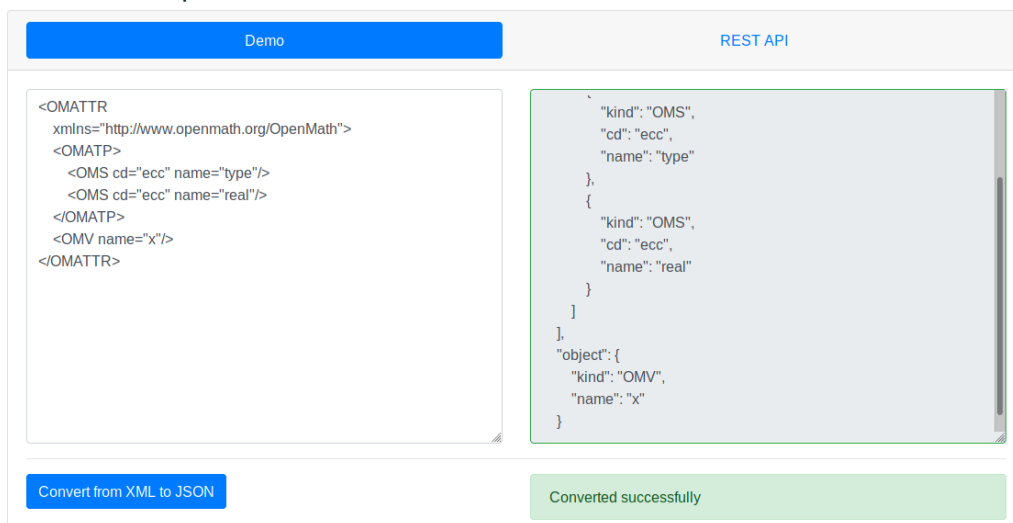 Demo
REST API
<OMATTR
xmlns="http://www.openmath.org/OpenMath">
<OMATP>
<OMS cd="ecc" name="type"/>
<OMS cd="ecc" name="real"/>
</OMATP>
<OMV name="x"/>
</OMATTR>
"kind": "OMS",
"cd": "ecc",
"name": "type"
},
{
"kind": "OMS",
"cd": "ecc",
"name": "real"
}
]
],
"object": {
"kind": "OMV",
"name": "x"
}
Convert from XML to JSON
Converted successfully